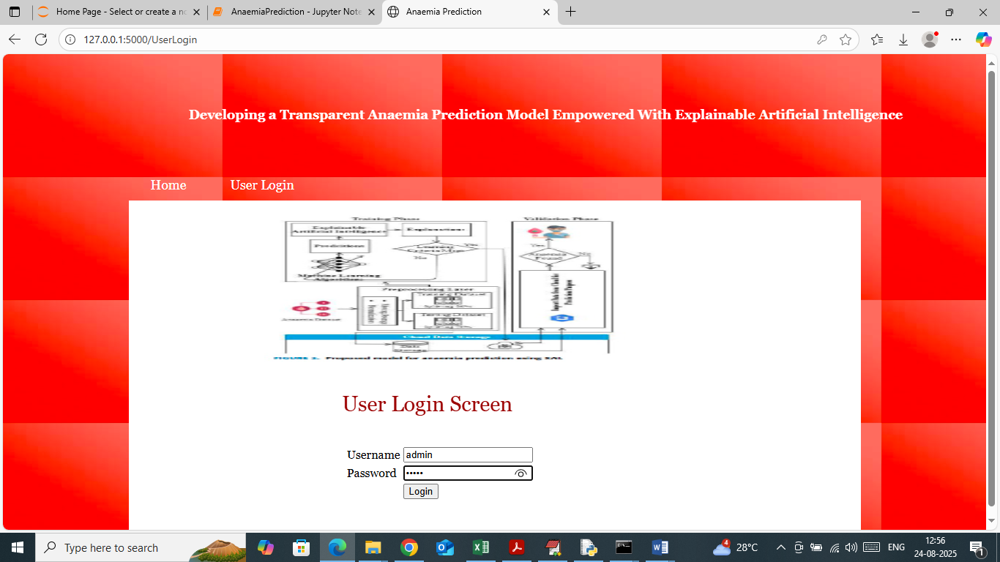 Home Page - Select or create a no
AnaemiaPrediction - Jupyter Note
Anaemia Prediction
127.0.0.1:5000/UserLogin
Developing a Transparent Anaemia Prediction Model Empowered With Explainable Artificial Intelligence
Home
User Login
Training Phase
Validation Phase
Explainable
Artificial Intelligence
Explanations
Predictions
Yes
No
Machine Learning
Algorithms
Yes
Anaemia
Found
No
Preprocessing Layer
Training Dataset
Testing Dataset
Anaemia Dataset
Cloud Data Storage
Data
Storage
FIGURE 2. Proposed model for anaemia prediction using XAI.
User Login Screen
Username admin
Password •••••
Login
Type here to search
4
28°C
ENG
12:56
24-08-2025
1